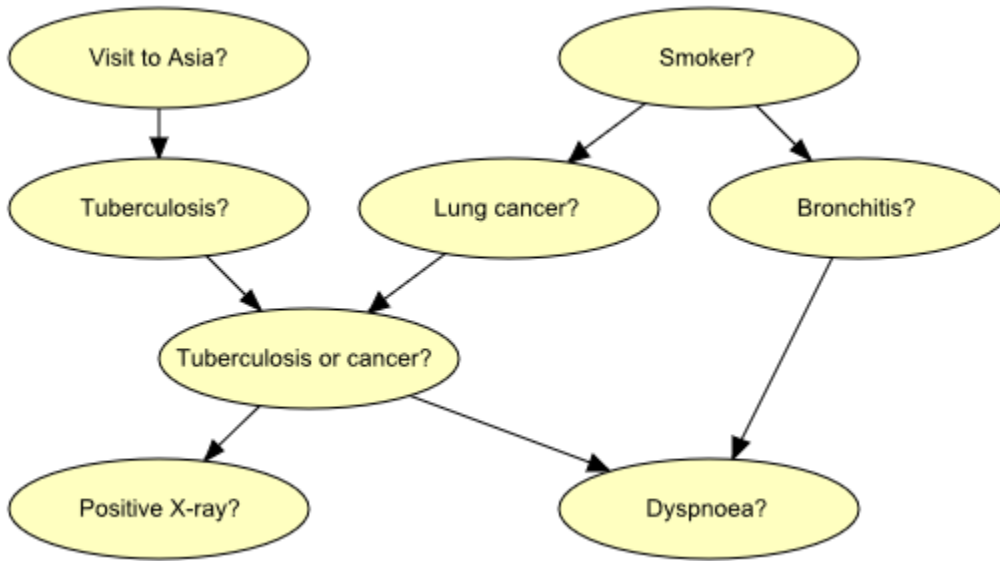 Visit to Asia?
Smoker?
Tuberculosis?
Lung cancer?
Bronchitis?
Tuberculosis or cancer?
Positive X-ray?
Dyspnoea?